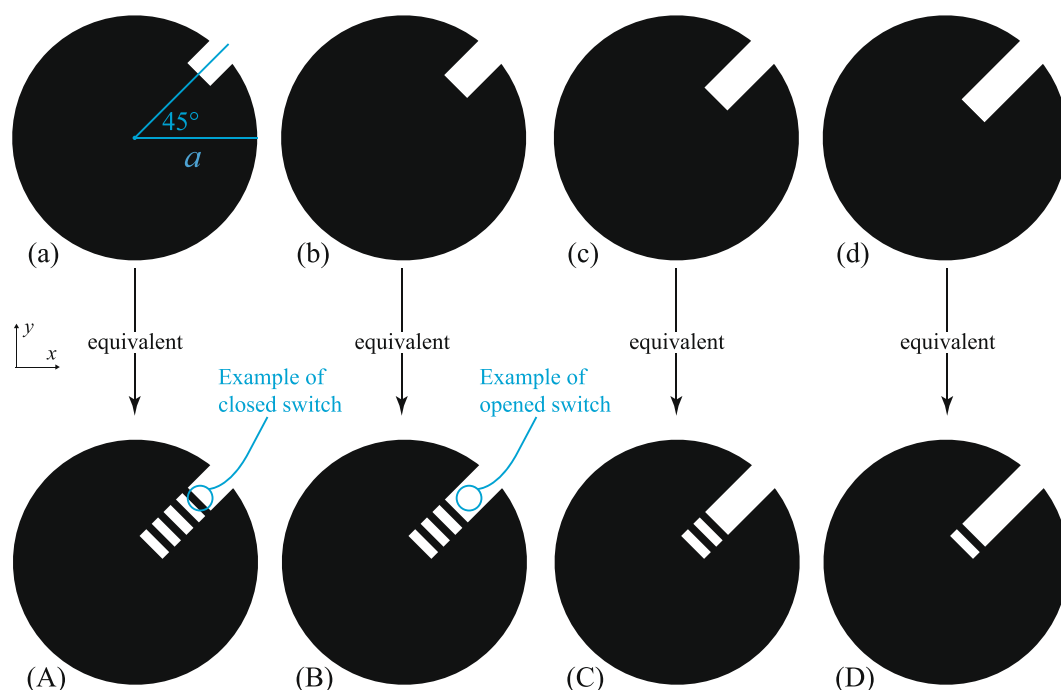 45°
a
(a)
(b)
(c)
(d)
y
x
equivalent
equivalent
equivalent
equivalent
Example of
closed switch
Example of
opened switch
(A)
(B)
(C)
(D)